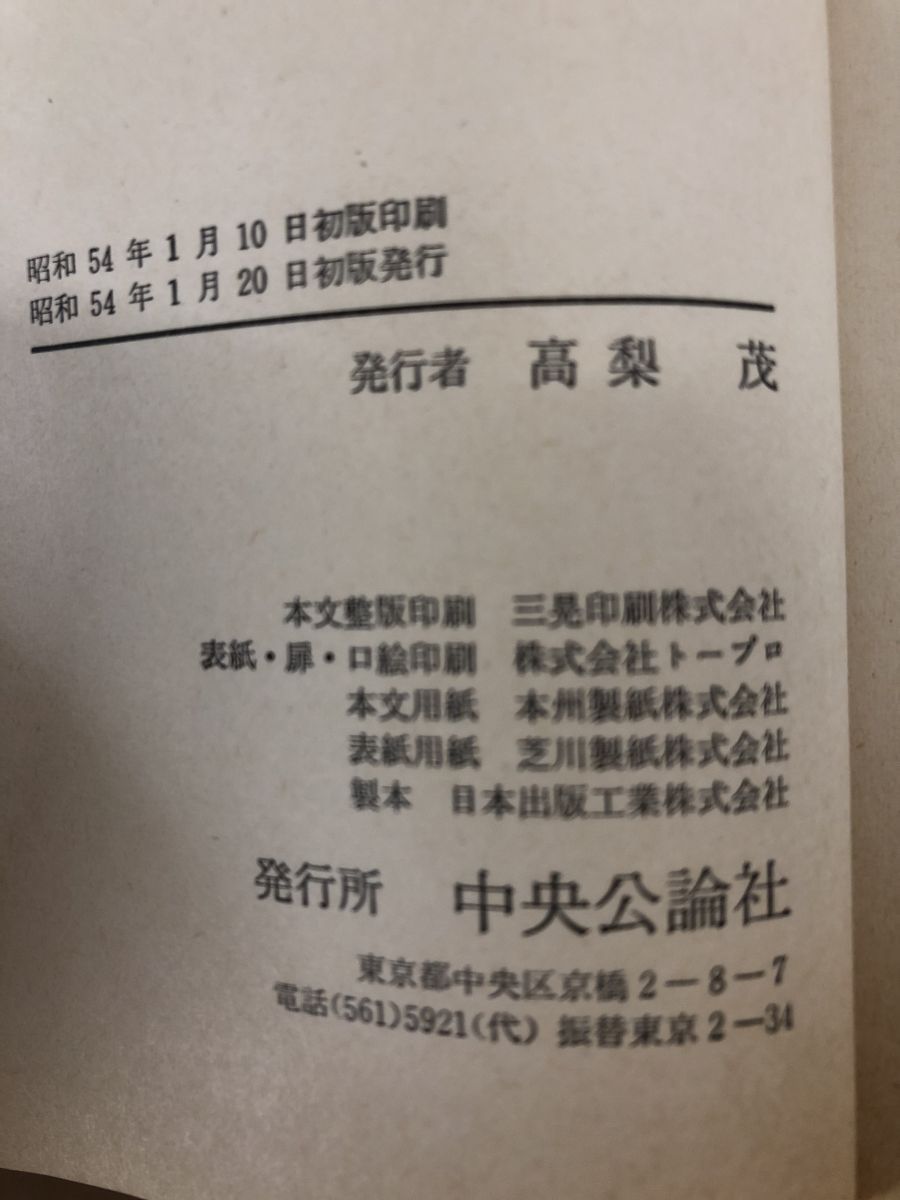 昭和 54 年 1 月 10 日初版印刷
昭和 54 年 1 月 20 日初版発行
発行者 高梨 茂
本文整版印刷 三晃印刷株式会社
表紙・扉・口絵印刷 株式会社トープロ
本文用紙 本州製紙株式会社
表紙用紙 芝川製紙株式会社
製本 日本出版工業株式会社
発行所 中央公論社
東京都中央区京橋2-8-7
電話(561)5921(代) 振替東京2-34